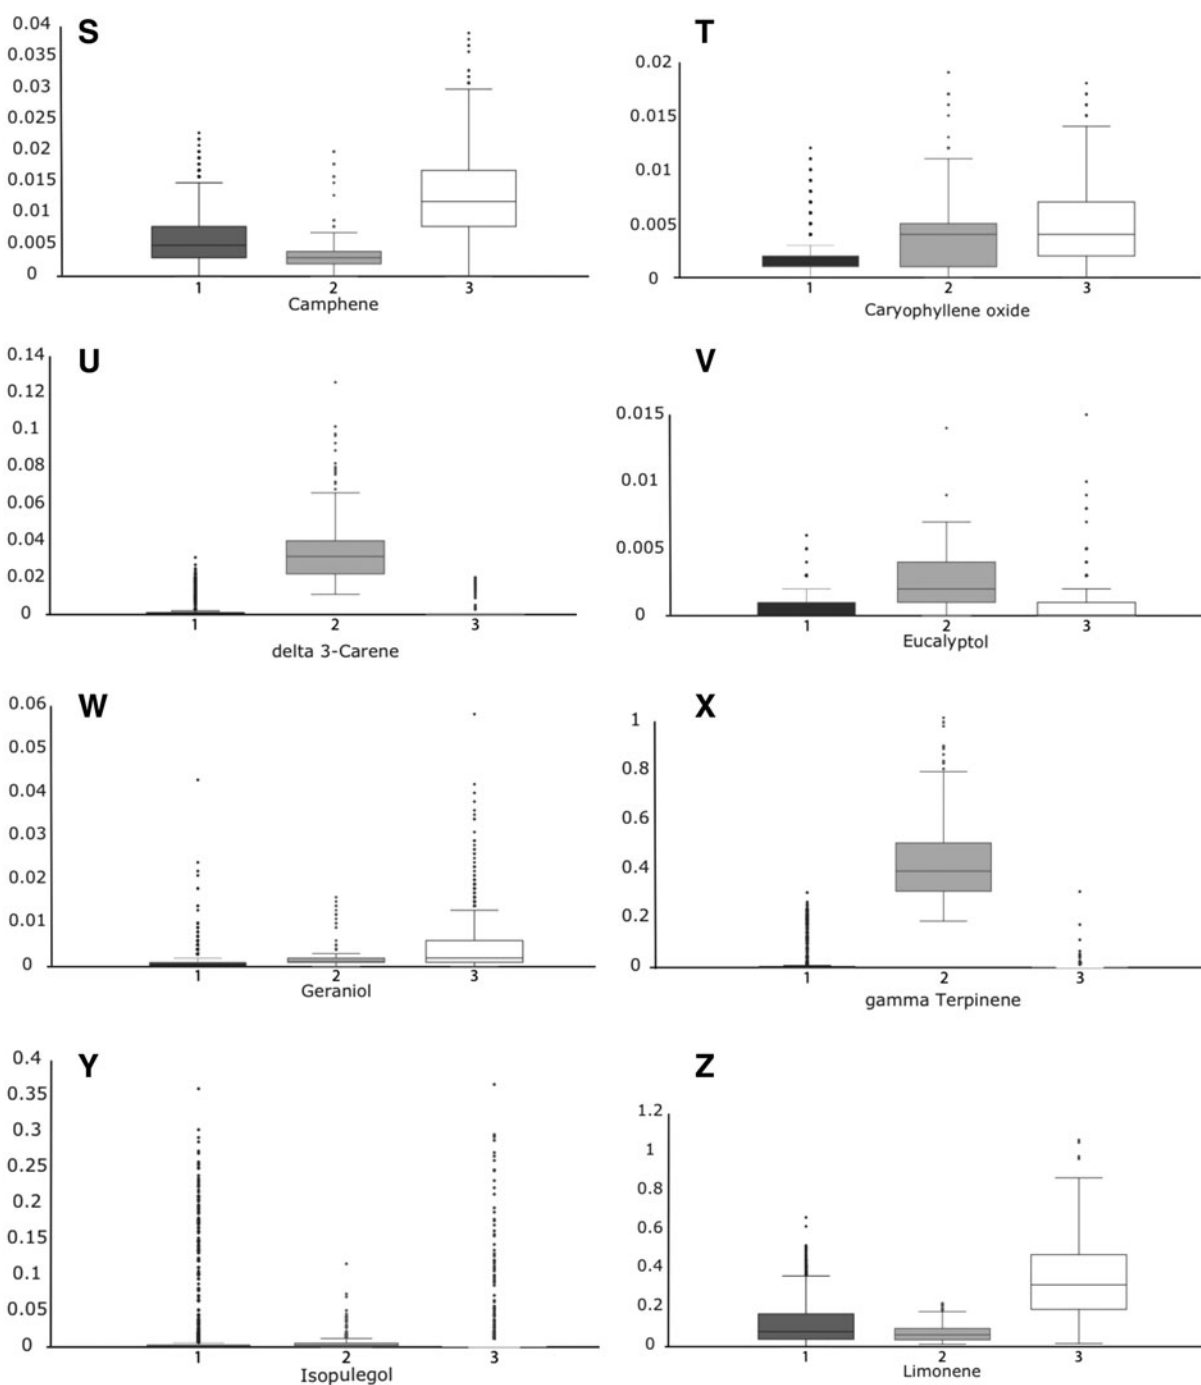 S
0.04
0.035
0.03
0.025
0.02
0.015
0.01
0.005
0
1 2 3
Camphene
T
0.02
0.015
0.01
0.005
0
1 2 3
Caryophyllene oxide
U
0.14
0.12
0.1
0.08
0.06
0.04
0.02
0
1 2 3
delta 3-Carene
V
0.015
0.01
0.005
0
1 2 3
Eucalyptol
W
0.06
0.05
0.04
0.03
0.02
0.01
0
1 2 3
Geraniol
X
1
0.8
0.6
0.4
0.2
0
1 2 3
gamma Terpinene
Y
0.4
0.35
0.3
0.25
0.2
0.15
0.1
0.05
0
1 2 3
Isopulegol
Z
1.2
1
0.8
0.6
0.4
0.2
0
1 2 3
Limonene